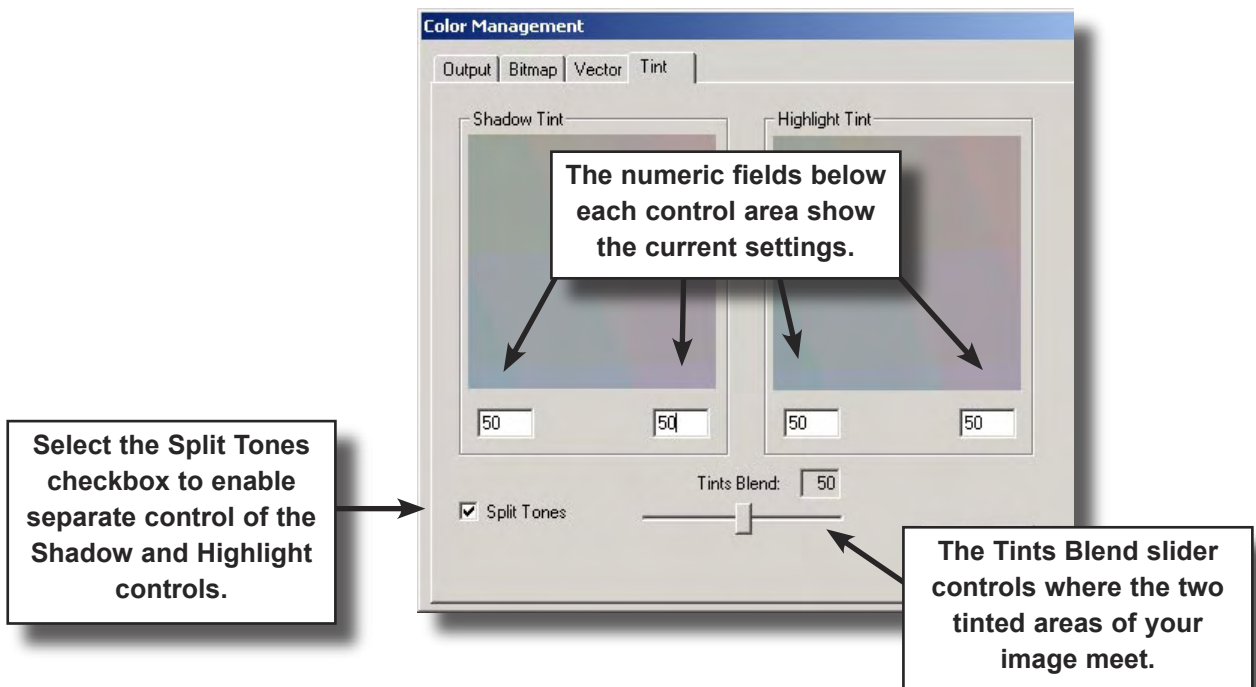 Color Management
Output Bitmap Vector Tint
Shadow Tint
Highlight Tint
The numeric fields below
each control area show
the current settings.
50
50
50
50
Tints Blend: 50
Split Tones
Select the Split Tones
checkbox to enable
separate control of the
Shadow and Highlight
controls.
The Tints Blend slider
controls where the two
tinted areas of your
image meet.